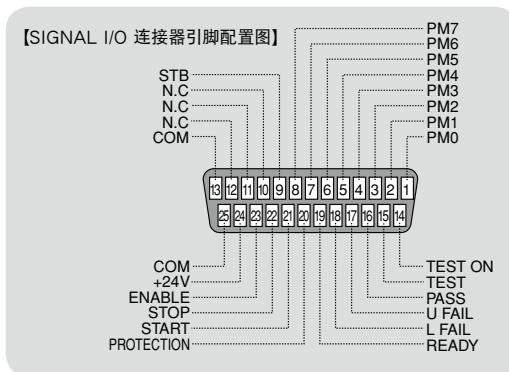 【SIGNAL I/O 连接器引脚配置图】
PM7
PM6
PM5
PM4
PM3
PM2
PM1
PM0
STB
N.C
N.C
N.C
COM
13 12 11 10 9 8 7 6 5 4 3 2 1
25 24 23 22 21 20 19 18 17 16 15 14
COM
+24V
ENABLE
STOP
START
PROTECTION
TEST ON
TEST
PASS
U FAIL
L FAIL
READY